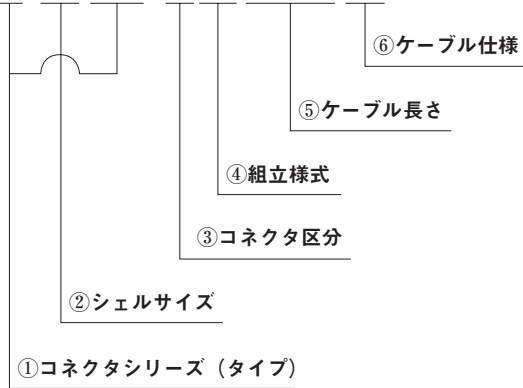 ⑥ケーブル仕様
⑤ケーブル長さ
④組立様式
③コネクタ区分
②シェルサイズ
①コネクタシリーズ（タイプ）